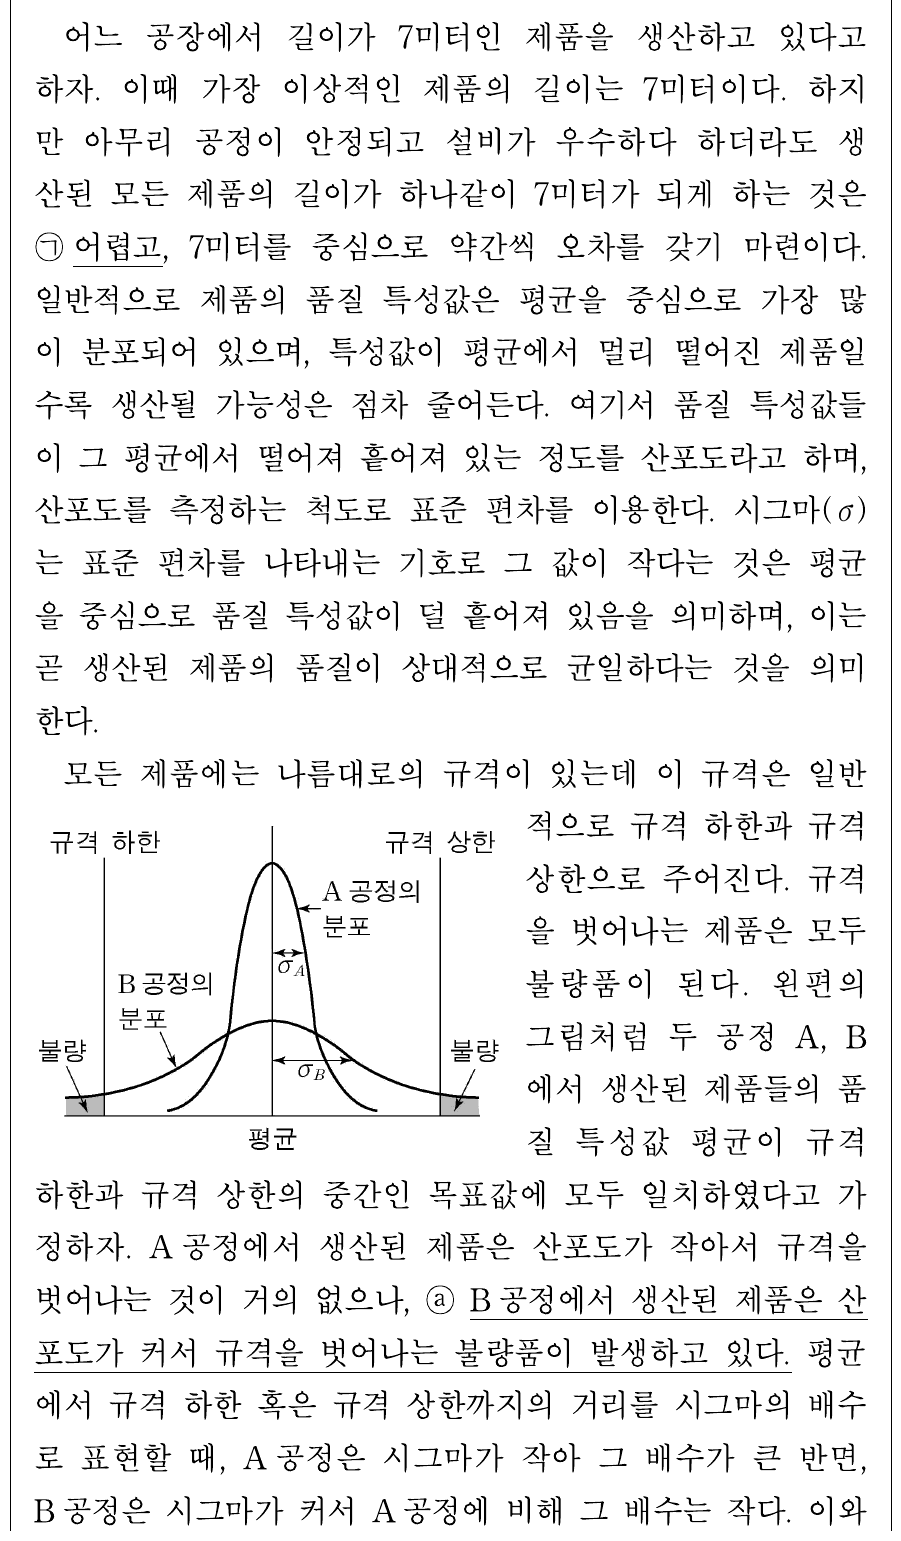 어느 공장에서 길이가 7미터인 제품을 생산하고 있다고
하자. 이때 가장 이상적인 제품의 길이는 7미터이다. 하지
만 아무리 공정이 안정되고 설비가 우수하다 하더라도 생
산된 모든 제품의 길이가 하나같이 7미터가 되게 하는 것은
㉠ 어렵고, 7미터를 중심으로 약간씩 오차를 갖기 마련이다.
일반적으로 제품의 품질 특성값은 평균을 중심으로 가장 많
이 분포되어 있으며, 특성값이 평균에서 멀리 떨어진 제품일
수록 생산될 가능성은 점차 줄어든다. 여기서 품질 특성값들
이 그 평균에서 떨어져 흩어져 있는 정도를 산포도라고 하며,
산포도를 측정하는 척도로 표준 편차를 이용한다. 시그마(σ)
는 표준 편차를 나타내는 기호로 그 값이 작다는 것은 평균
을 중심으로 품질 특성값이 덜 흩어져 있음을 의미하며, 이는
곧 생산된 제품의 품질이 상대적으로 균일하다는 것을 의미
한다.
모든 제품에는 나름대로의 규격이 있는데 이 규격은 일반
적으로 규격 하한과 규격
상한으로 주어진다. 규격
을 벗어나는 제품은 모두
불량품이 된다. 왼편의
그림처럼 두 공정 A, B
에서 생산된 제품들의 품
질 특성값 평균이 규격
규격 하한
규격 상한
A 공정의
분포
σA
B 공정의
분포
불량
불량
σB
평균
하한과 규격 상한의 중간인 목표값에 모두 일치하였다고 가
정하자. A 공정에서 생산된 제품은 산포도가 작아서 규격을
벗어나는 것이 거의 없으나, ⓐ B 공정에서 생산된 제품은 산
포도가 커서 규격을 벗어나는 불량품이 발생하고 있다. 평균
에서 규격 하한 혹은 규격 상한까지의 거리를 시그마의 배수
로 표현할 때, A 공정은 시그마가 작아 그 배수가 큰 반면,
B 공정은 시그마가 커서 A 공정에 비해 그 배수는 작다. 이와